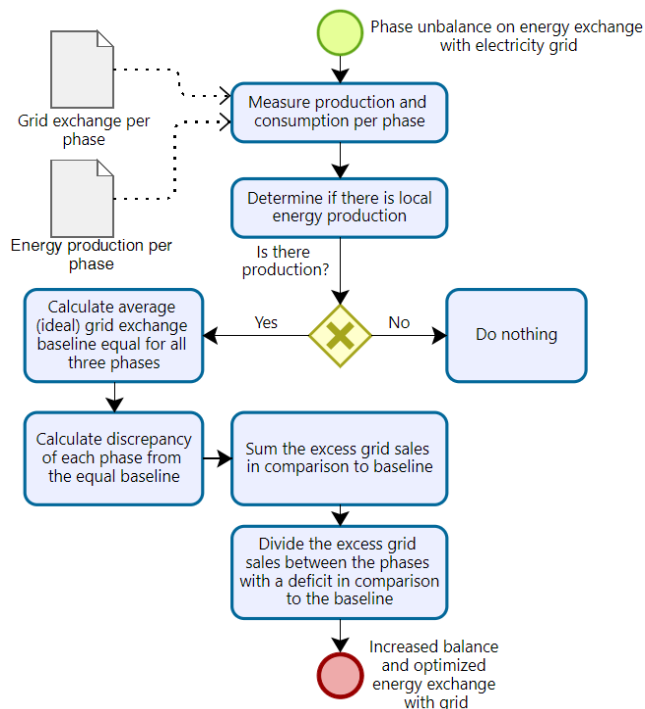 Phase unbalance on energy exchange
with electricity grid
Grid exchange per
phase
Measure production and
consumption per phase
Energy production per
phase
Determine if there is local
energy production
Is there
production?
Calculate average
(ideal) grid exchange
baseline equal for all
three phases
Yes
No
Do nothing
Calculate discrepancy
of each phase from
the equal baseline
Sum the excess grid sales
in comparison to baseline
Divide the excess grid
sales between the phases
with a deficit in comparison
to the baseline
Increased balance
and optimized
energy exchange
with grid